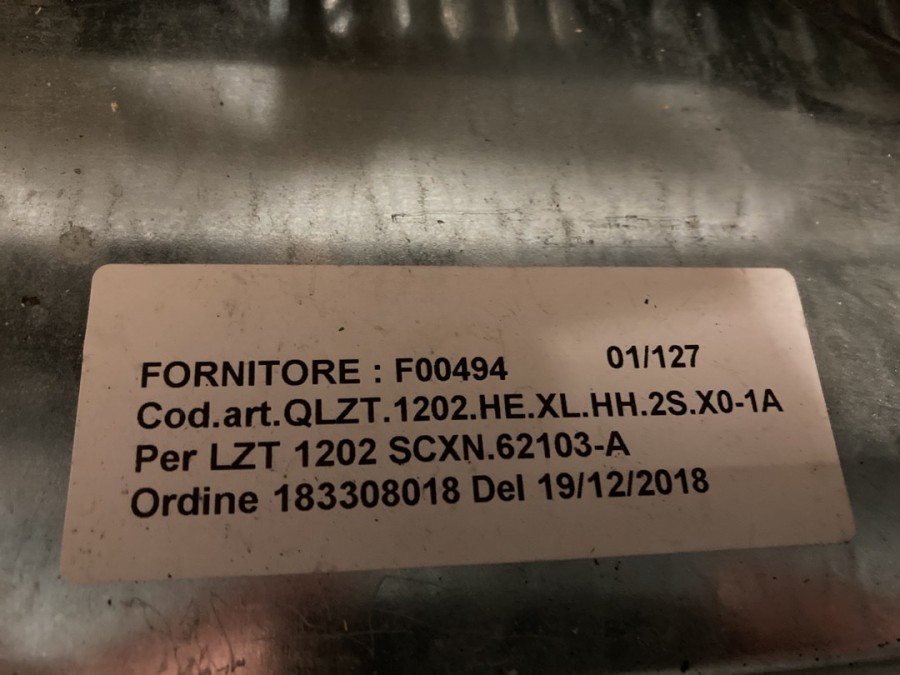 FORNITORE : F00494 01/127
Cod.art.QLZT.1202.HE.XL.HH.2S.X0-1A
Per LZT 1202 SCXN.62103-A
Ordine 183308018 Del 19/12/2018